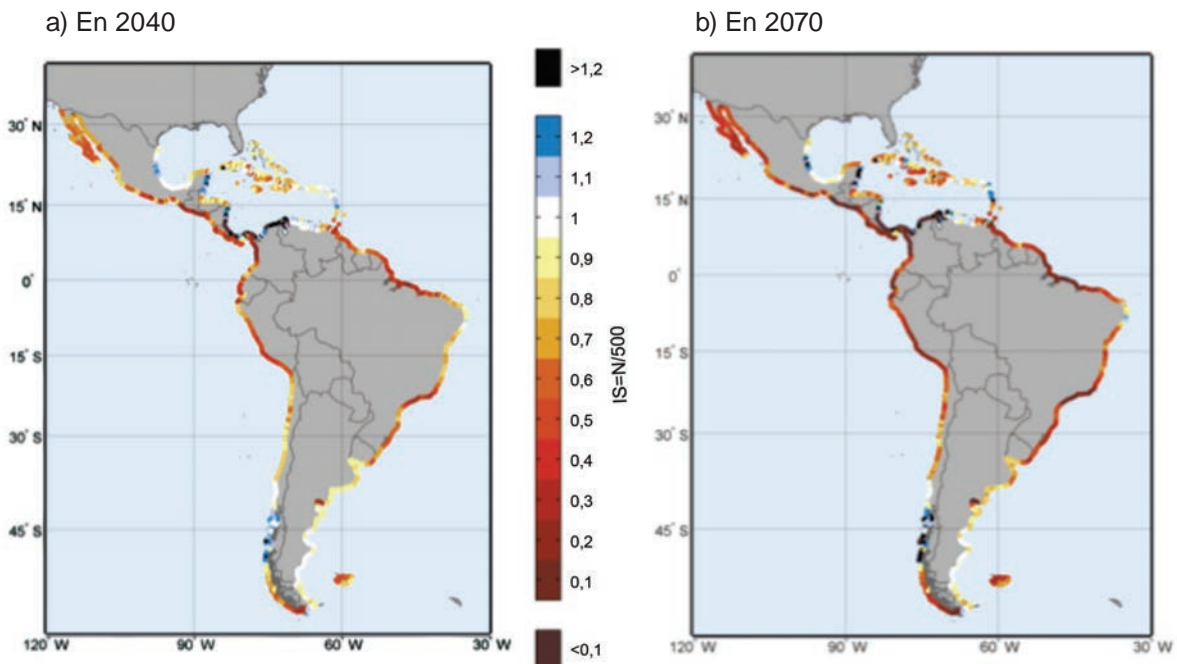 a) En 2040
30° N
15° N
0°
15° S
30° S
45° S
120° W
90° W
60° W
30° W
>1,2
1,2
1,1
1
0,9
0,8
0,7
0,6
0,5
0,4
0,3
0,2
0,1
<0,1
IS=N/500
b) En 2070
30° N
15° N
0°
15° S
30° S
45° S
120° W
90° W
60° W
30° W